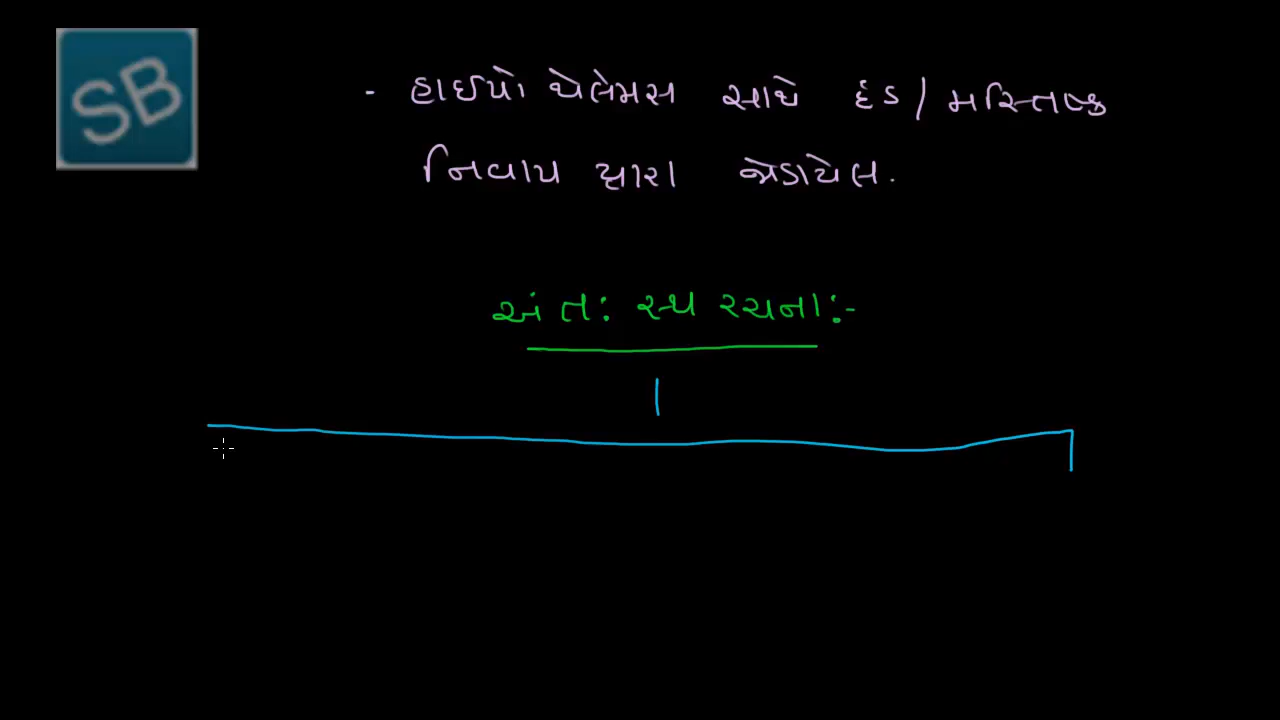 SB
- હાઈપોથેલેમસ સાથે દંડ/મસ્તિષ્ક
નિવાપ દ્વારા જોડાયેલ.
અંત: સ્થ રચના:-